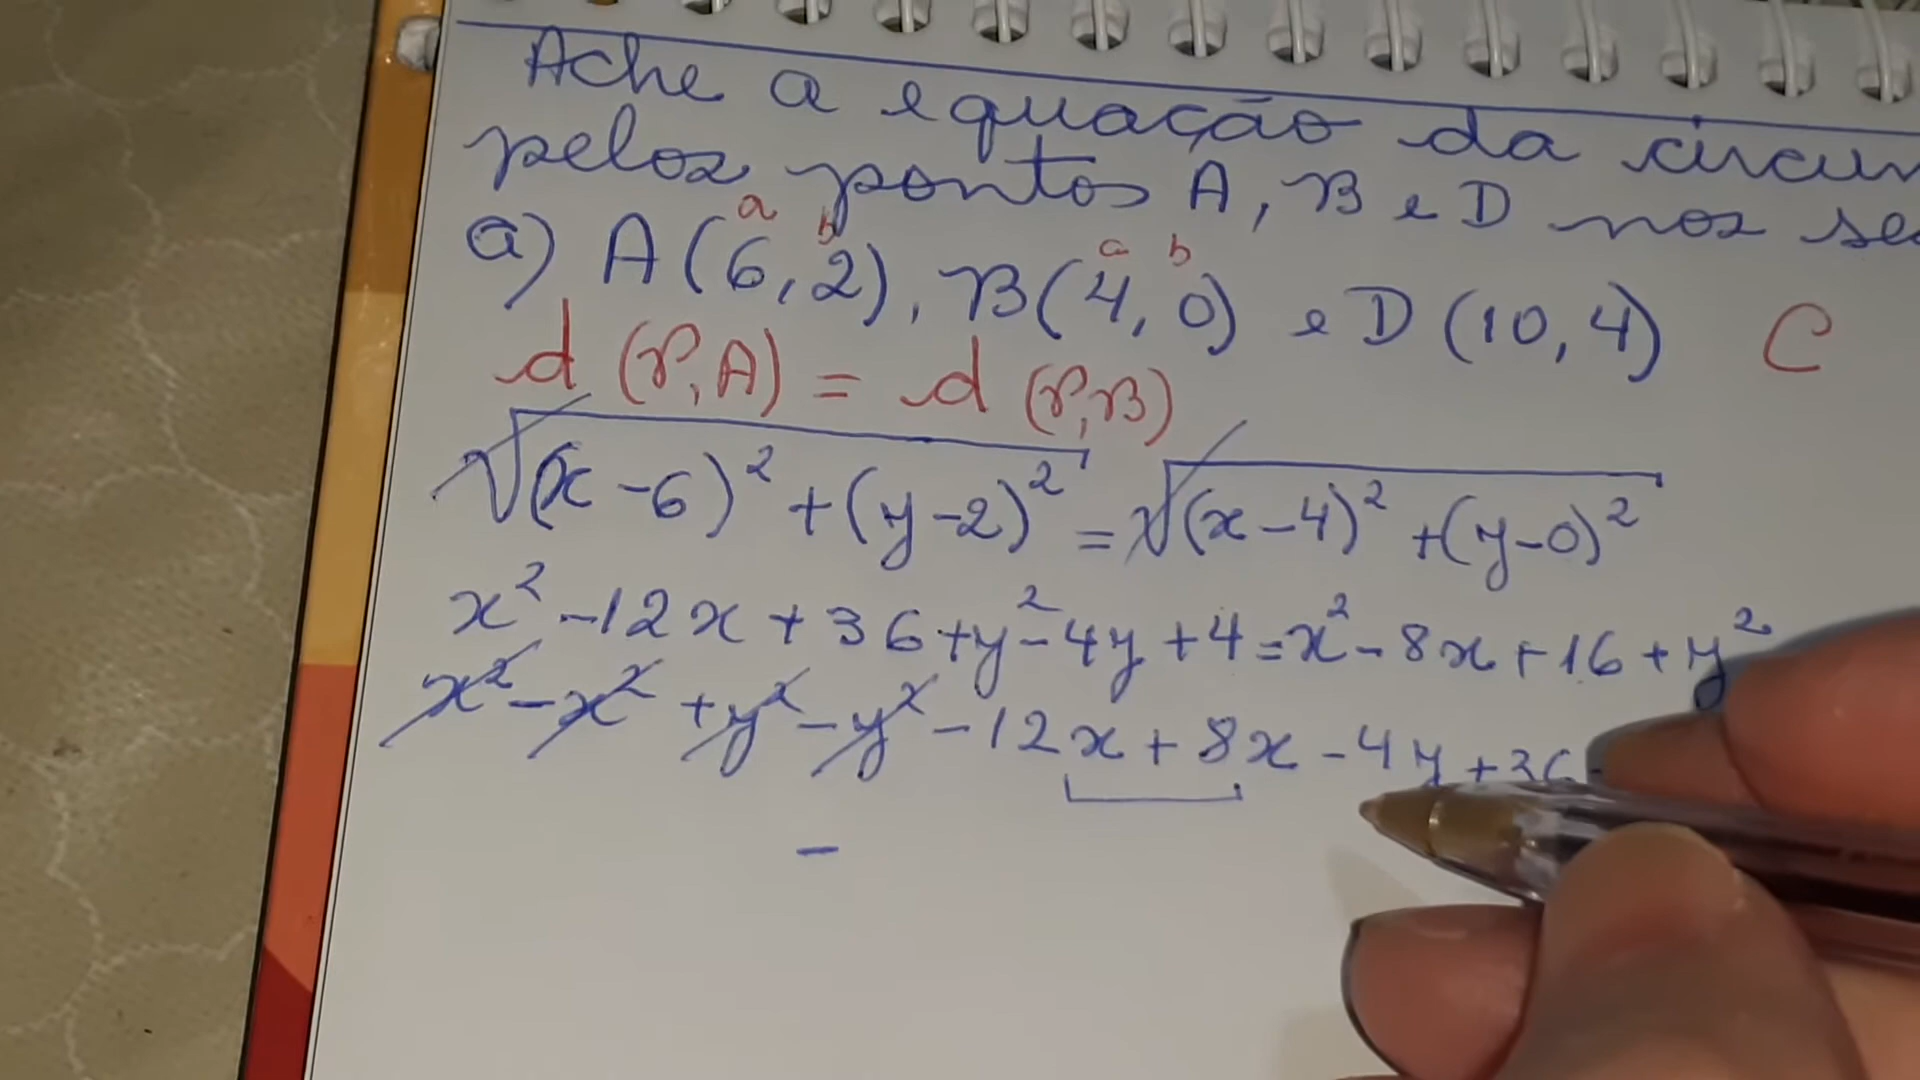 Ache a equação da
pelos pontos A, B e D nos
a b a b
a) A(6,2), B(4,0) e D(10,4) C
d (P,A) = d (P,B)
√(x-6)² + (y-2)² = √(x-4)² + (y-0)²
x² - 12x + 36 + y² - 4y + 4 = x² - 8x + 16 + y²
x² - x² + y² - y² - 12x + 8x - 4y + 36
-